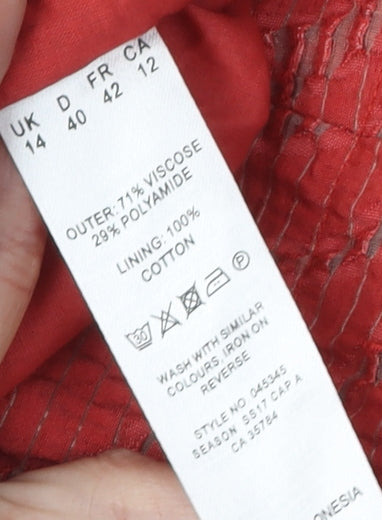 UK D FR CA
14 40 42 12
OUTER: 71% VISCOSE
29% POLYAMIDE
LINING: 100%
COTTON
30 P
WASH WITH SIMILAR
COLOURS. IRON ON
REVERSE
STYLE NO 045345
SEASON SS17 CAP A
CA 35784
ONESIA